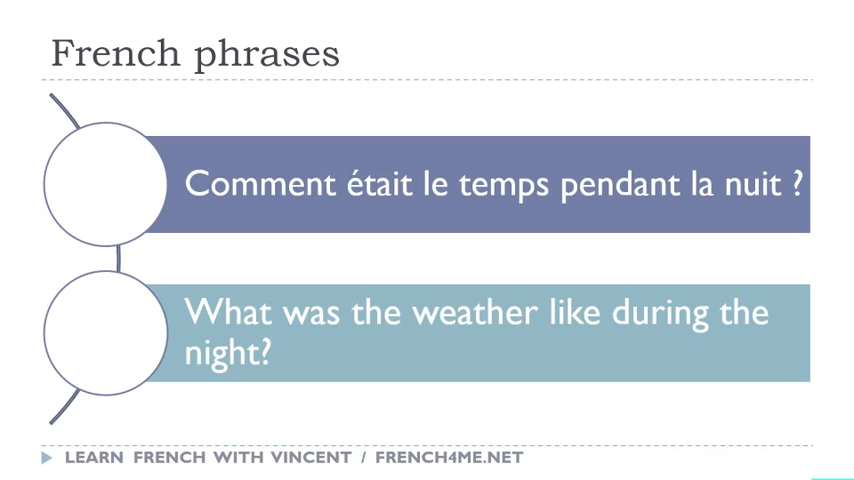 French phrases
Comment était le temps pendant la nuit ?
What was the weather like during the
night?
LEARN FRENCH WITH VINCENT / FRENCH4ME.NET